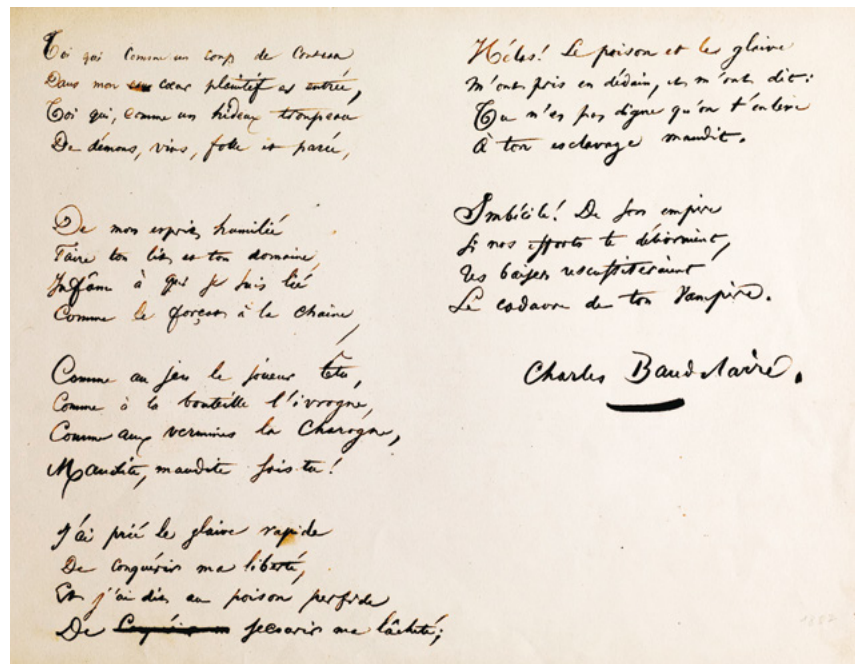 Toi qui comme un coup de couteau
Dans mon cœur plaintif es entrée,
Toi qui, comme un hideux troupeau
De démons, vins, folle et parée,
De mon esprit humilié
Faire ton lit et ton domaine,
Infâme à qui je suis lié
Comme le forçat à la chaîne,
Comme au jeu le joueur têtu,
Comme à la bouteille l'ivrogne,
Comme aux vermines la charogne,
Maudite, maudite sois-tu!
J'ai prié le glaive rapide
De conquérir ma liberté,
Et j'ai dit au poison perfide
De secourir ma lâcheté;
Hélas! Le poison et le glaive
M'ont pris en dédain, et m'ont dit:
Tu n'es pas digne qu'on t'enlève
À ton esclavage maudit.
Imbécile! De son empire
Si nos efforts te délivraient,
Tes baisers ressusciteraient
Le cadavre de ton Vampire.
Charles Baudelaire.
1887